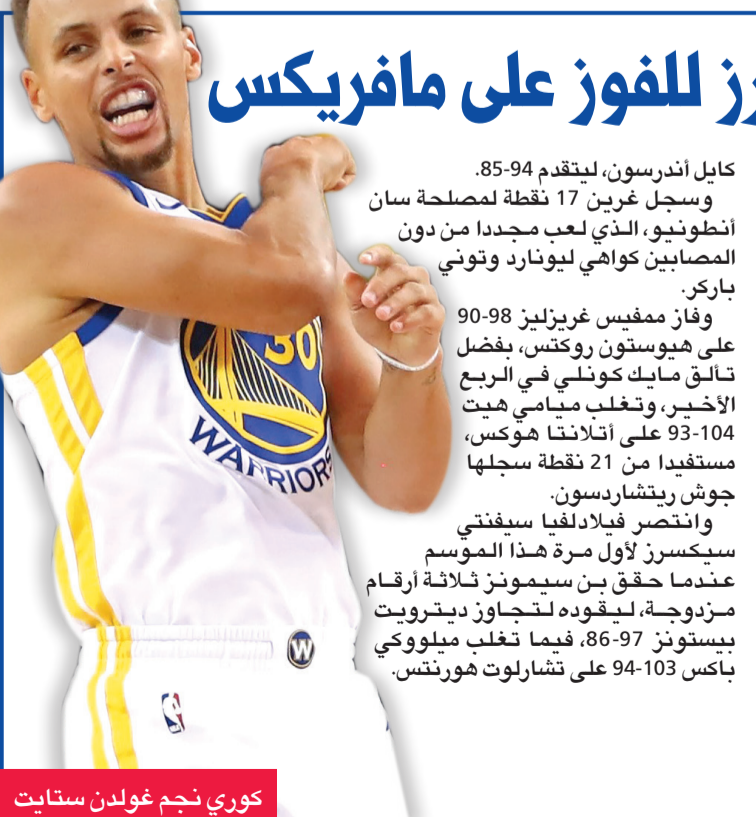 للفوز على مافريكس
كايل أندرسون، ليتقدم 94-85.
وسجل غرين 17 نقطة لمصلحة سان
أنطونيو، الذي لعب مجددا من دون
المصابين كواهي ليونارد وتوني
باركر.
وفاز ممفيس غريزليز 98-90
على هيوستون روكتس، بفضل
تألق مايك كونلي في الربع
الأخير، وتغلب ميامي هيت
104-93 على أتلانتا هوكس،
مستفيدا من 21 نقطة سجلها
جوش ريتشاردسون.
وانتصر فيلادلفيا سيفنتي
سيكسرز لأول مرة هذا الموسم
عندما حقق بن سيمونز ثلاثة أرقام
مزدوجة، ليقوده لتجاوز ديترويت
بيستونز 97-86، فيما تغلب ميلووكي
باكس 103-94 على تشارلوت هورنتس.
30
WARRIORS
W
كوري نجم غولدن ستايت